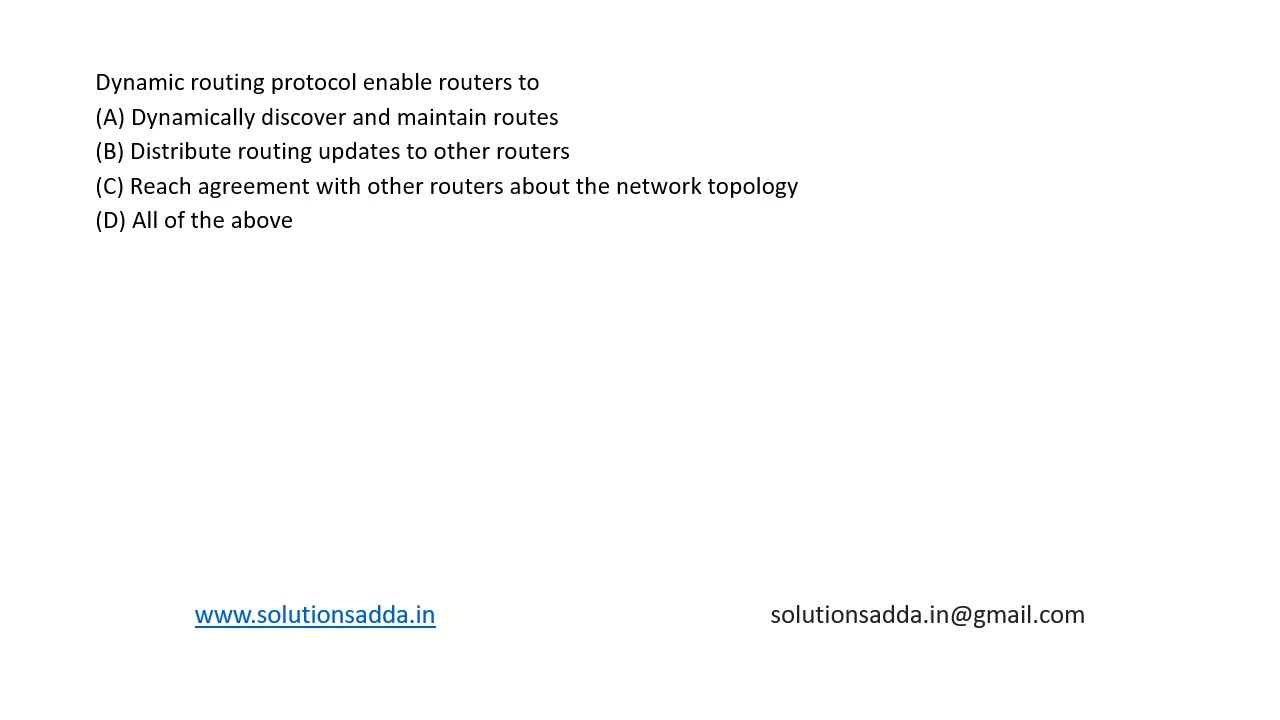 Dynamic routing protocol enable routers to
(A) Dynamically discover and maintain routes
(B) Distribute routing updates to other routers
(C) Reach agreement with other routers about the network topology
(D) All of the above
www.solutionsadda.in
solutionsadda.in@gmail.com